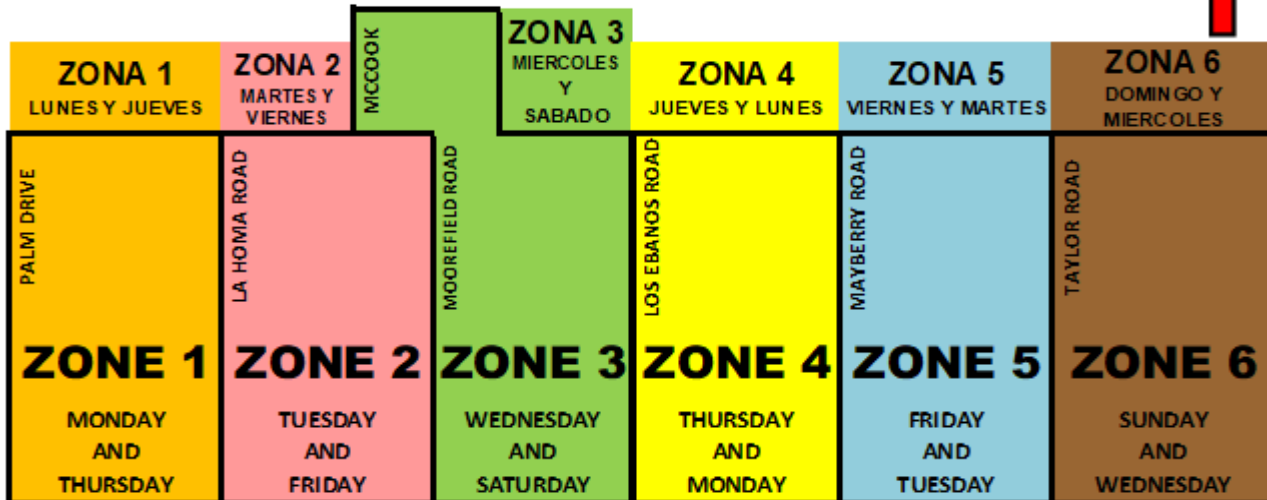 ZONA 1
LUNES Y JUEVES
ZONA 2
MARTES Y
VIERNES
MCCOOK
ZONA 3
MIERCOLES
Y
SABADO
ZONA 4
JUEVES Y LUNES
ZONA 5
VIERNES Y MARTES
ZONA 6
DOMINGO Y
MIERCOLES
PALM DRIVE
ZONE 1
MONDAY
AND
THURSDAY
LA HOMA ROAD
ZONE 2
TUESDAY
AND
FRIDAY
MOOREFIELD ROAD
ZONE 3
WEDNESDAY
AND
SATURDAY
LOS EBANOS ROAD
ZONE 4
THURSDAY
AND
MONDAY
MAYBERRY ROAD
ZONE 5
FRIDAY
AND
TUESDAY
TAYLOR ROAD
ZONE 6
SUNDAY
AND
WEDNESDAY